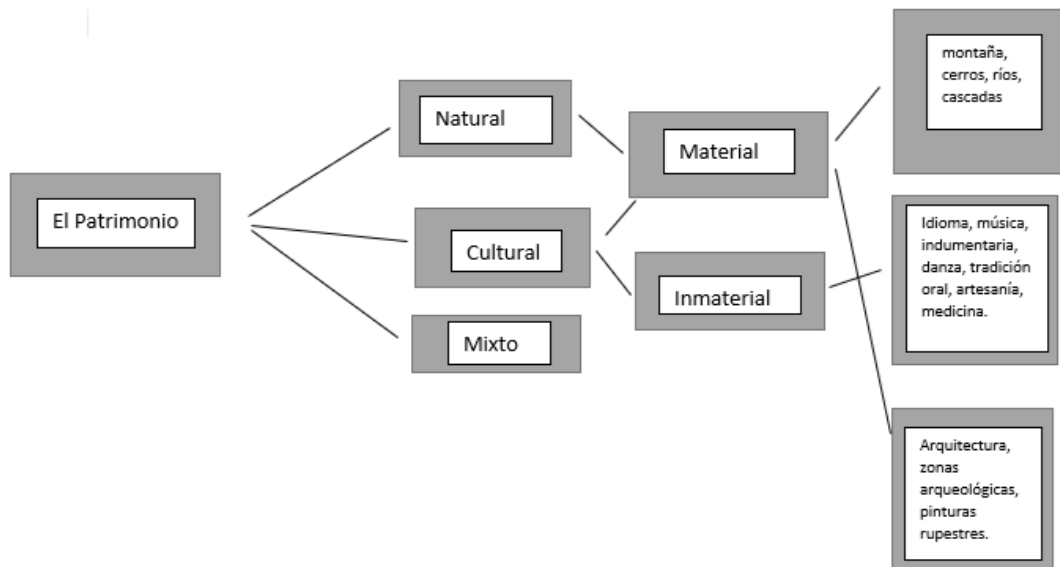 El Patrimonio
Natural
Cultural
Mixto
Material
Inmaterial
montaña,
cerros, ríos,
cascadas
Idioma, música,
indumentaria,
danza, tradición
oral, artesanía,
medicina.
Arquitectura,
zonas
arqueológicas,
pinturas
rupestres.